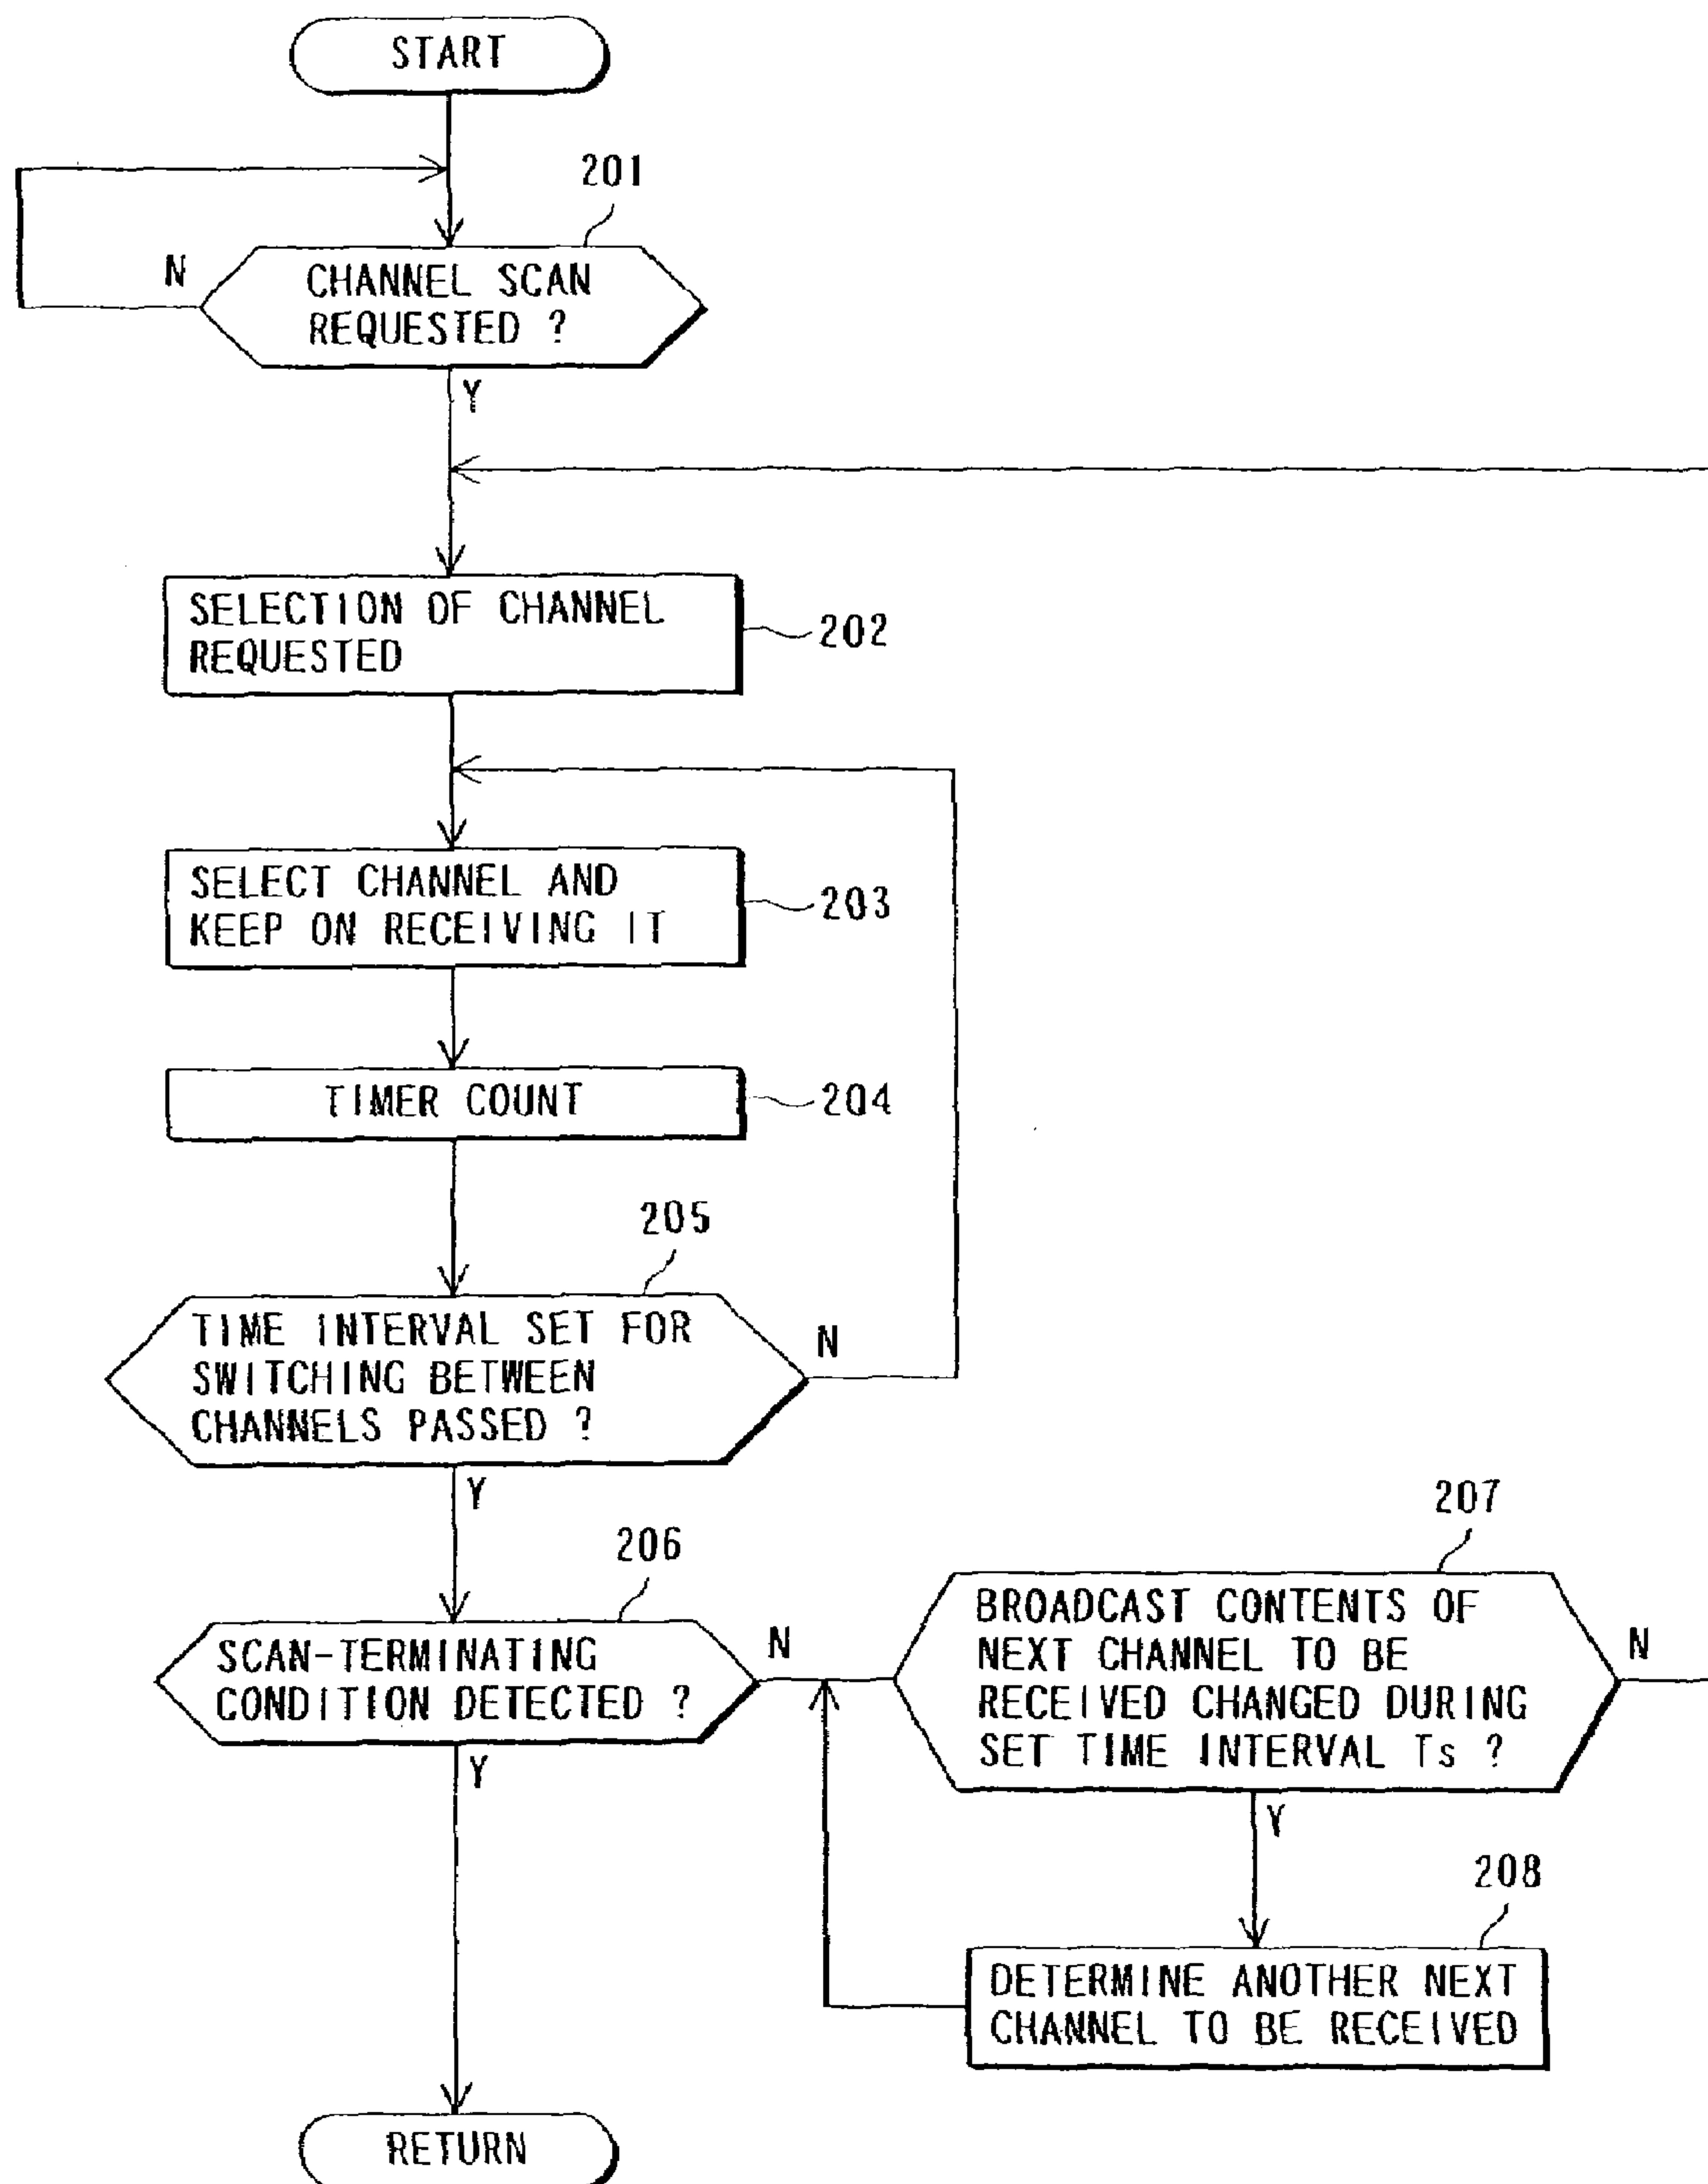 START
201
N
CHANNEL SCAN
REQUESTED ?
Y
SELECTION OF CHANNEL
REQUESTED
202
SELECT CHANNEL AND
KEEP ON RECEIVING IT
203
TIMER COUNT
204
205
TIME INTERVAL SET FOR
SWITCHING BETWEEN
CHANNELS PASSED ?
N
Y
206
SCAN-TERMINATING
CONDITION DETECTED ?
N
Y
207
BROADCAST CONTENTS OF
NEXT CHANNEL TO BE
RECEIVED CHANGED DURING
SET TIME INTERVAL Ts ?
N
Y
208
DETERMINE ANOTHER NEXT
CHANNEL TO BE RECEIVED
RETURN